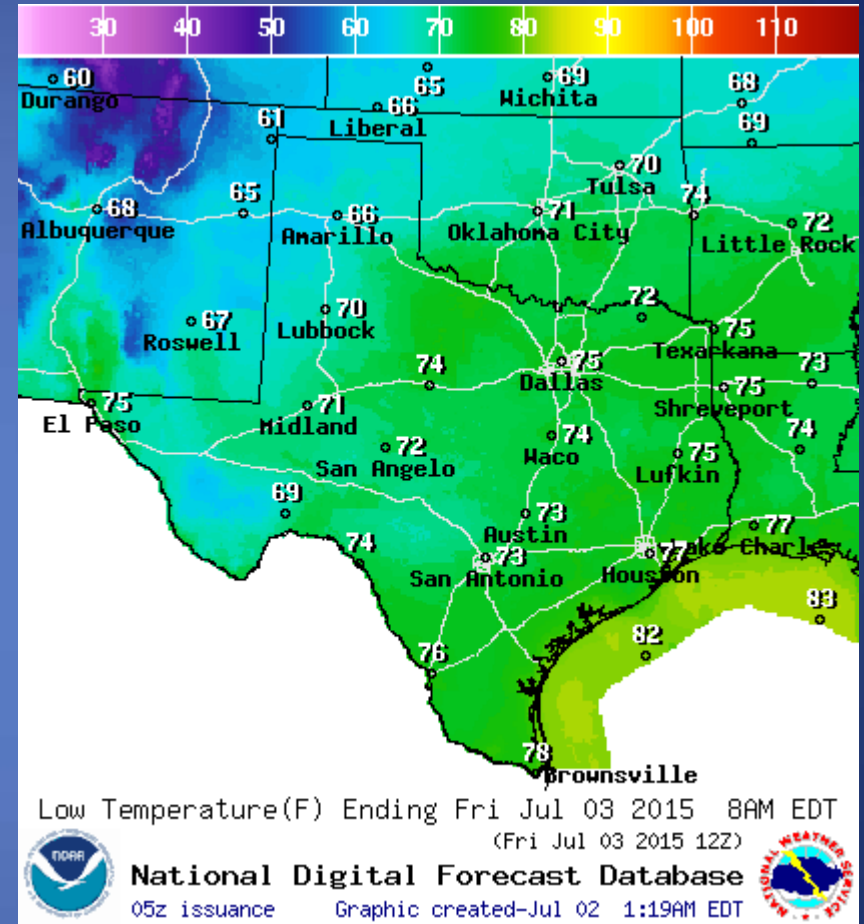 30 40 50 60 70 80 90 100 110
60 Durango
65
69 Wichita
68
66 Liberal
61
69
70 Tulsa
68 Albuquerque
65
66 Amarillo
71 Oklahoma City
74
72 Little Rock
67 Roswell
70 Lubbock
72
75 Texarkana
74
75 Dallas
75 Shreveport
73
75 El Paso
71 Midland
72 San Angelo
74 Waco
75 Lufkin
74
69
73 Austin
77 Lake Charles
74
73 San Antonio
77 Houston
83
82
76
78 Brownsville
Low Temperature(F) Ending Fri Jul 03 2015 8AM EDT
(Fri Jul 03 2015 12Z)
National Digital Forecast Database
05z issuance Graphic created-Jul 02 1:19AM EDT
NOAA
NATIONAL WEATHER SERVICE